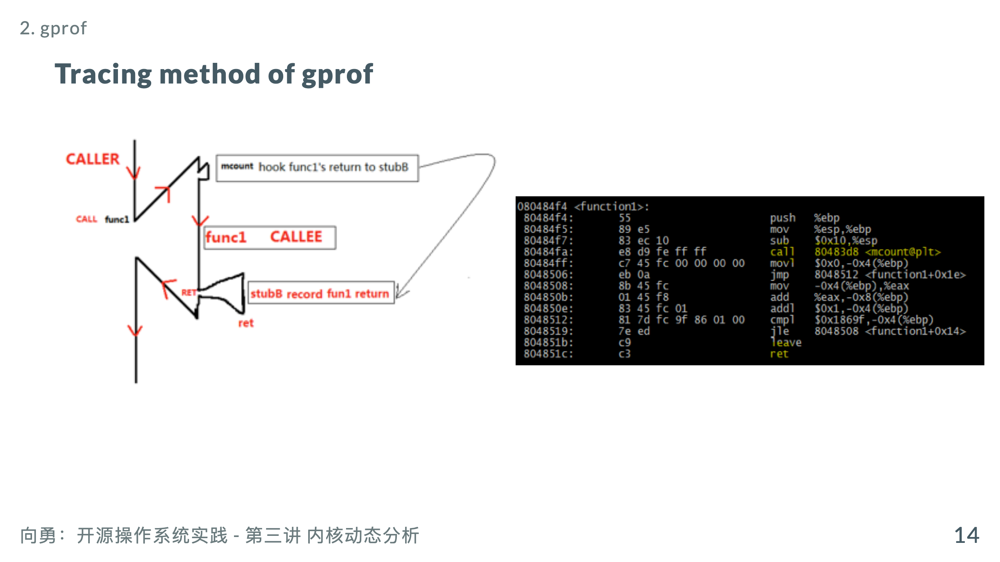 2. gprof
Tracing method of gprof
CALLER
mcount hook func1's return to stubB
CALL func1
func1 CALLEE
RET
stubB record fun1 return
ret
080484f4 <function1>:
80484f4: 55 push %ebp
80484f5: 89 e5 mov %esp,%ebp
80484f7: 83 ec 10 sub $0x10,%esp
80484fa: e8 d9 fe ff ff call 80483d8 <mcount@plt>
80484ff: c7 45 fc 00 00 00 00 movl $0x0,-0x4(%ebp)
8048506: eb 0a jmp 8048512 <function1+0x1e>
8048508: 8b 45 fc mov -0x4(%ebp),%eax
804850b: 01 45 f8 add %eax,-0x8(%ebp)
804850e: 83 45 fc 01 addl $0x1,-0x4(%ebp)
8048512: 81 7d fc 9f 86 01 00 cmpl $0x1869f,-0x4(%ebp)
8048519: 7e ed jle 8048508 <function1+0x14>
804851b: c9 leave
804851c: c3 ret
向勇：开源操作系统实践 - 第三讲 内核动态分析
14